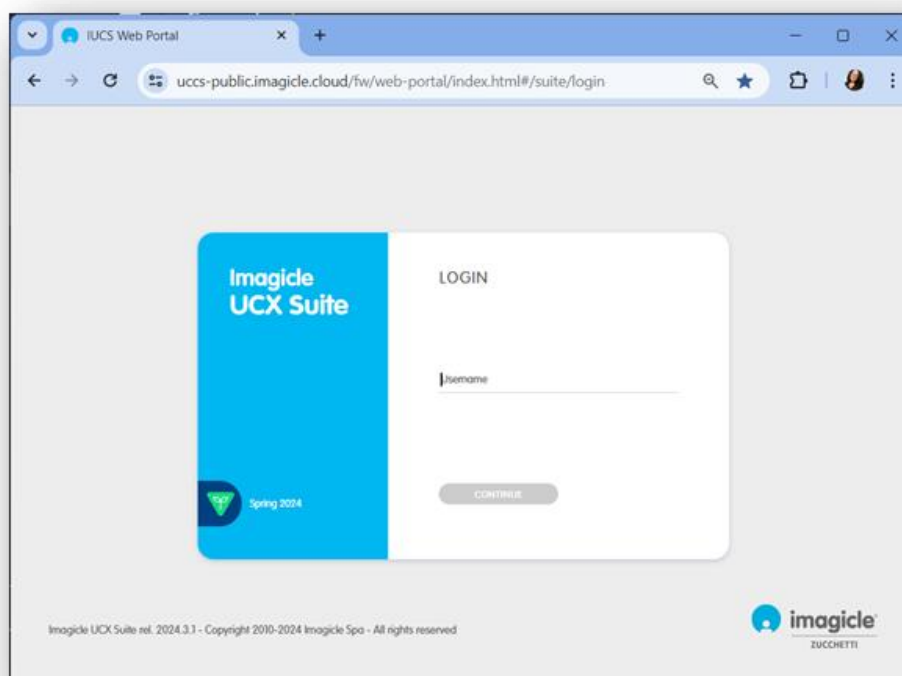 IUCS Web Portal
uccs-public.imagicle.cloud/fw/web-portal/index.html#/suite/login
Imagicle
UCX Suite
Spring 2024
LOGIN
Username
CONTINUE
Imagicle UCX Suite rel. 2024.3.1 - Copyright 2010-2024 Imagicle Spa - All rights reserved
imagicle
ZUCCHETTI